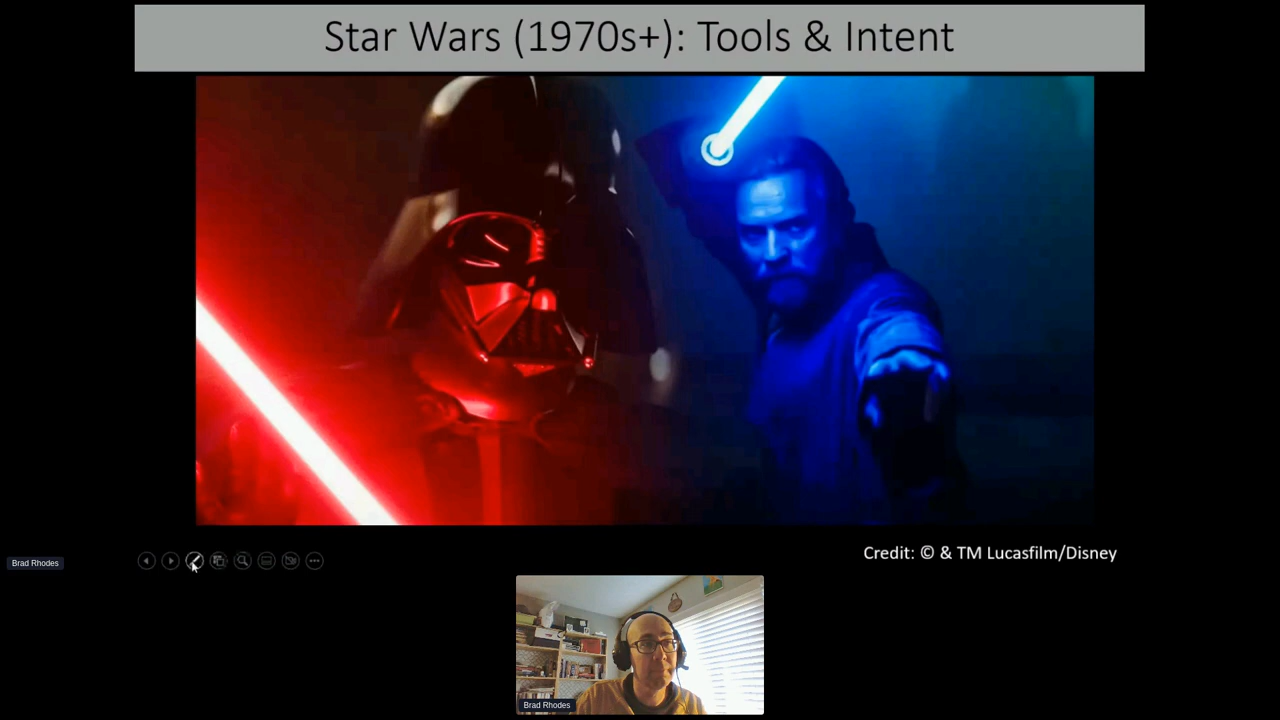 Star Wars (1970s+): Tools & Intent
Credit: © & TM Lucasfilm/Disney
Brad Rhodes
Brad Rhodes